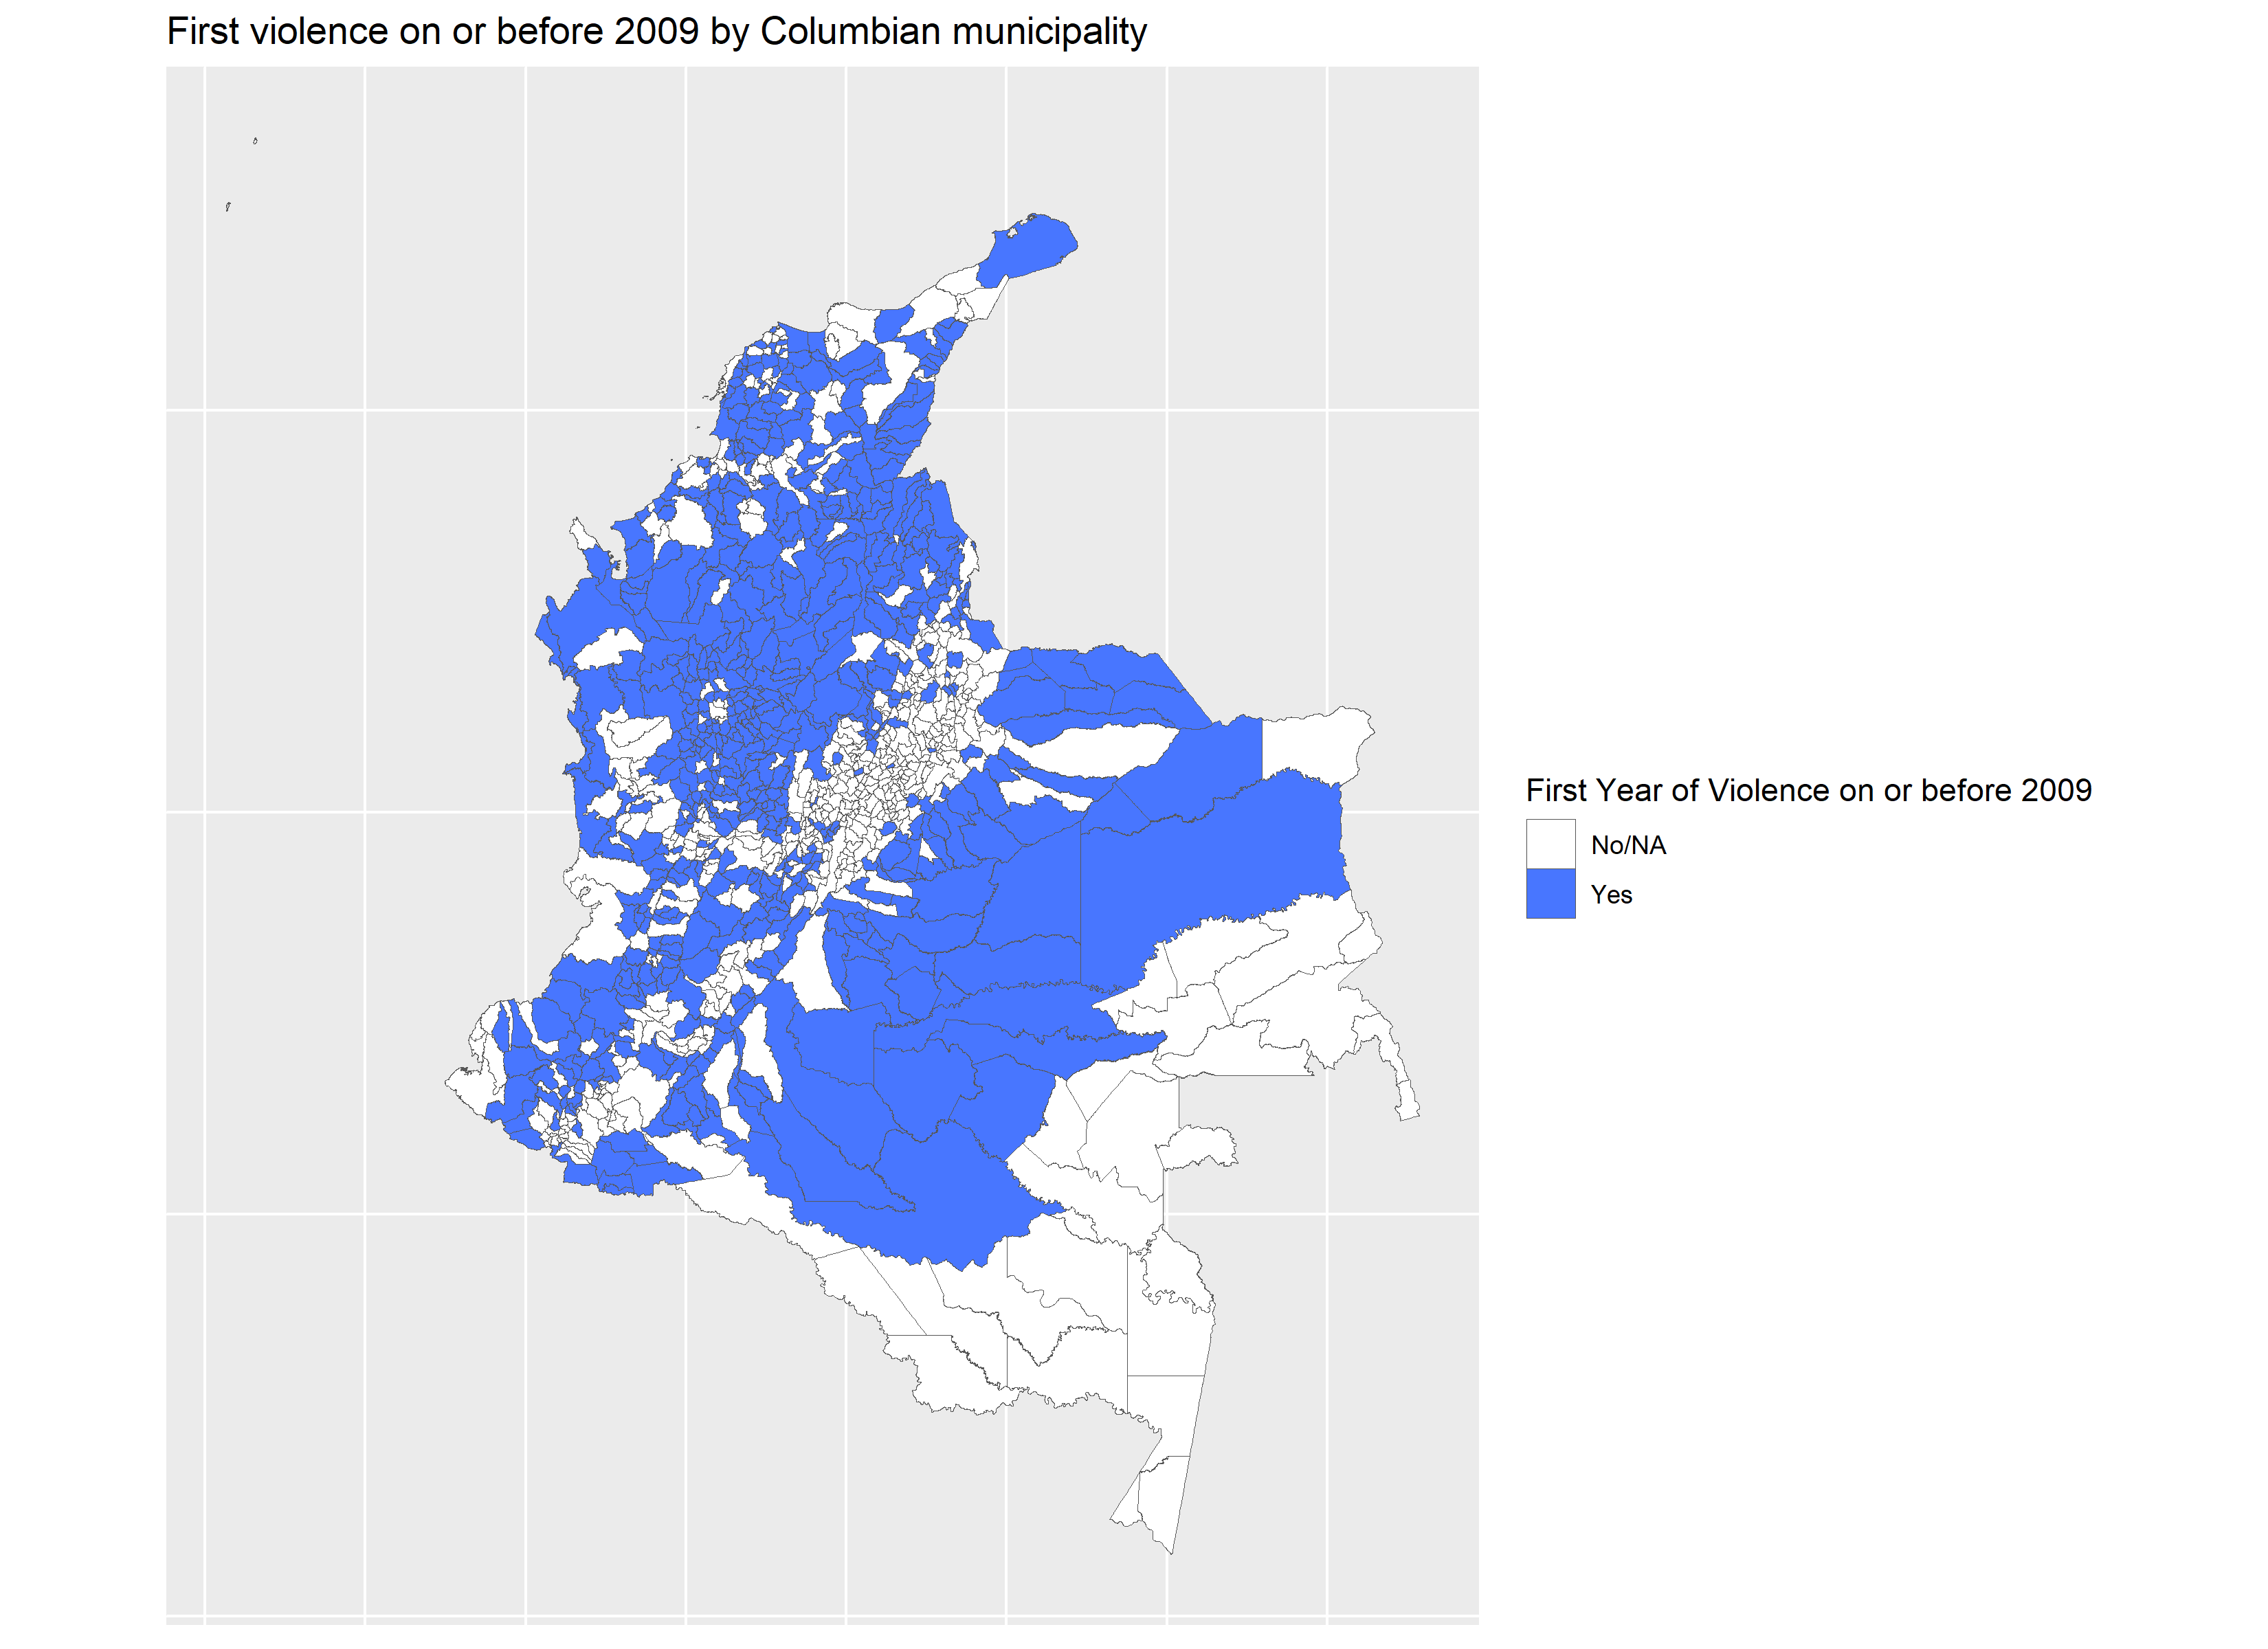 First violence on or before 2009 by Columbian municipality
First Year of Violence on or before 2009
No/NA
Yes